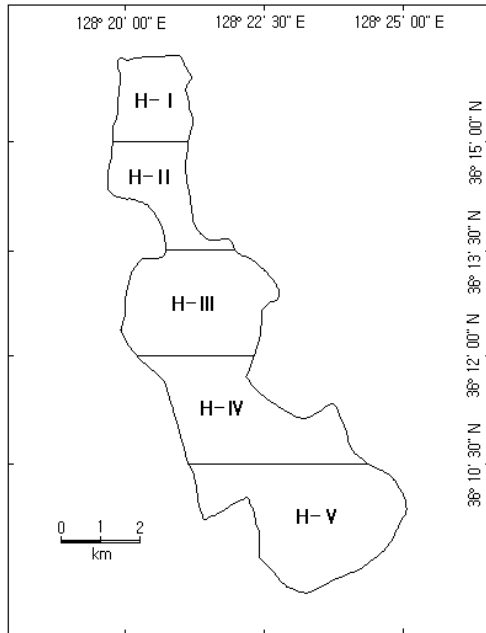 128° 20' 00" E 128° 22' 30" E 128° 25' 00" E
H-I
36° 15' 00" N
H-II
36° 13' 30" N
H-III
36° 12' 00" N
H-IV
36° 10' 30" N
H-V
0 1 2
km